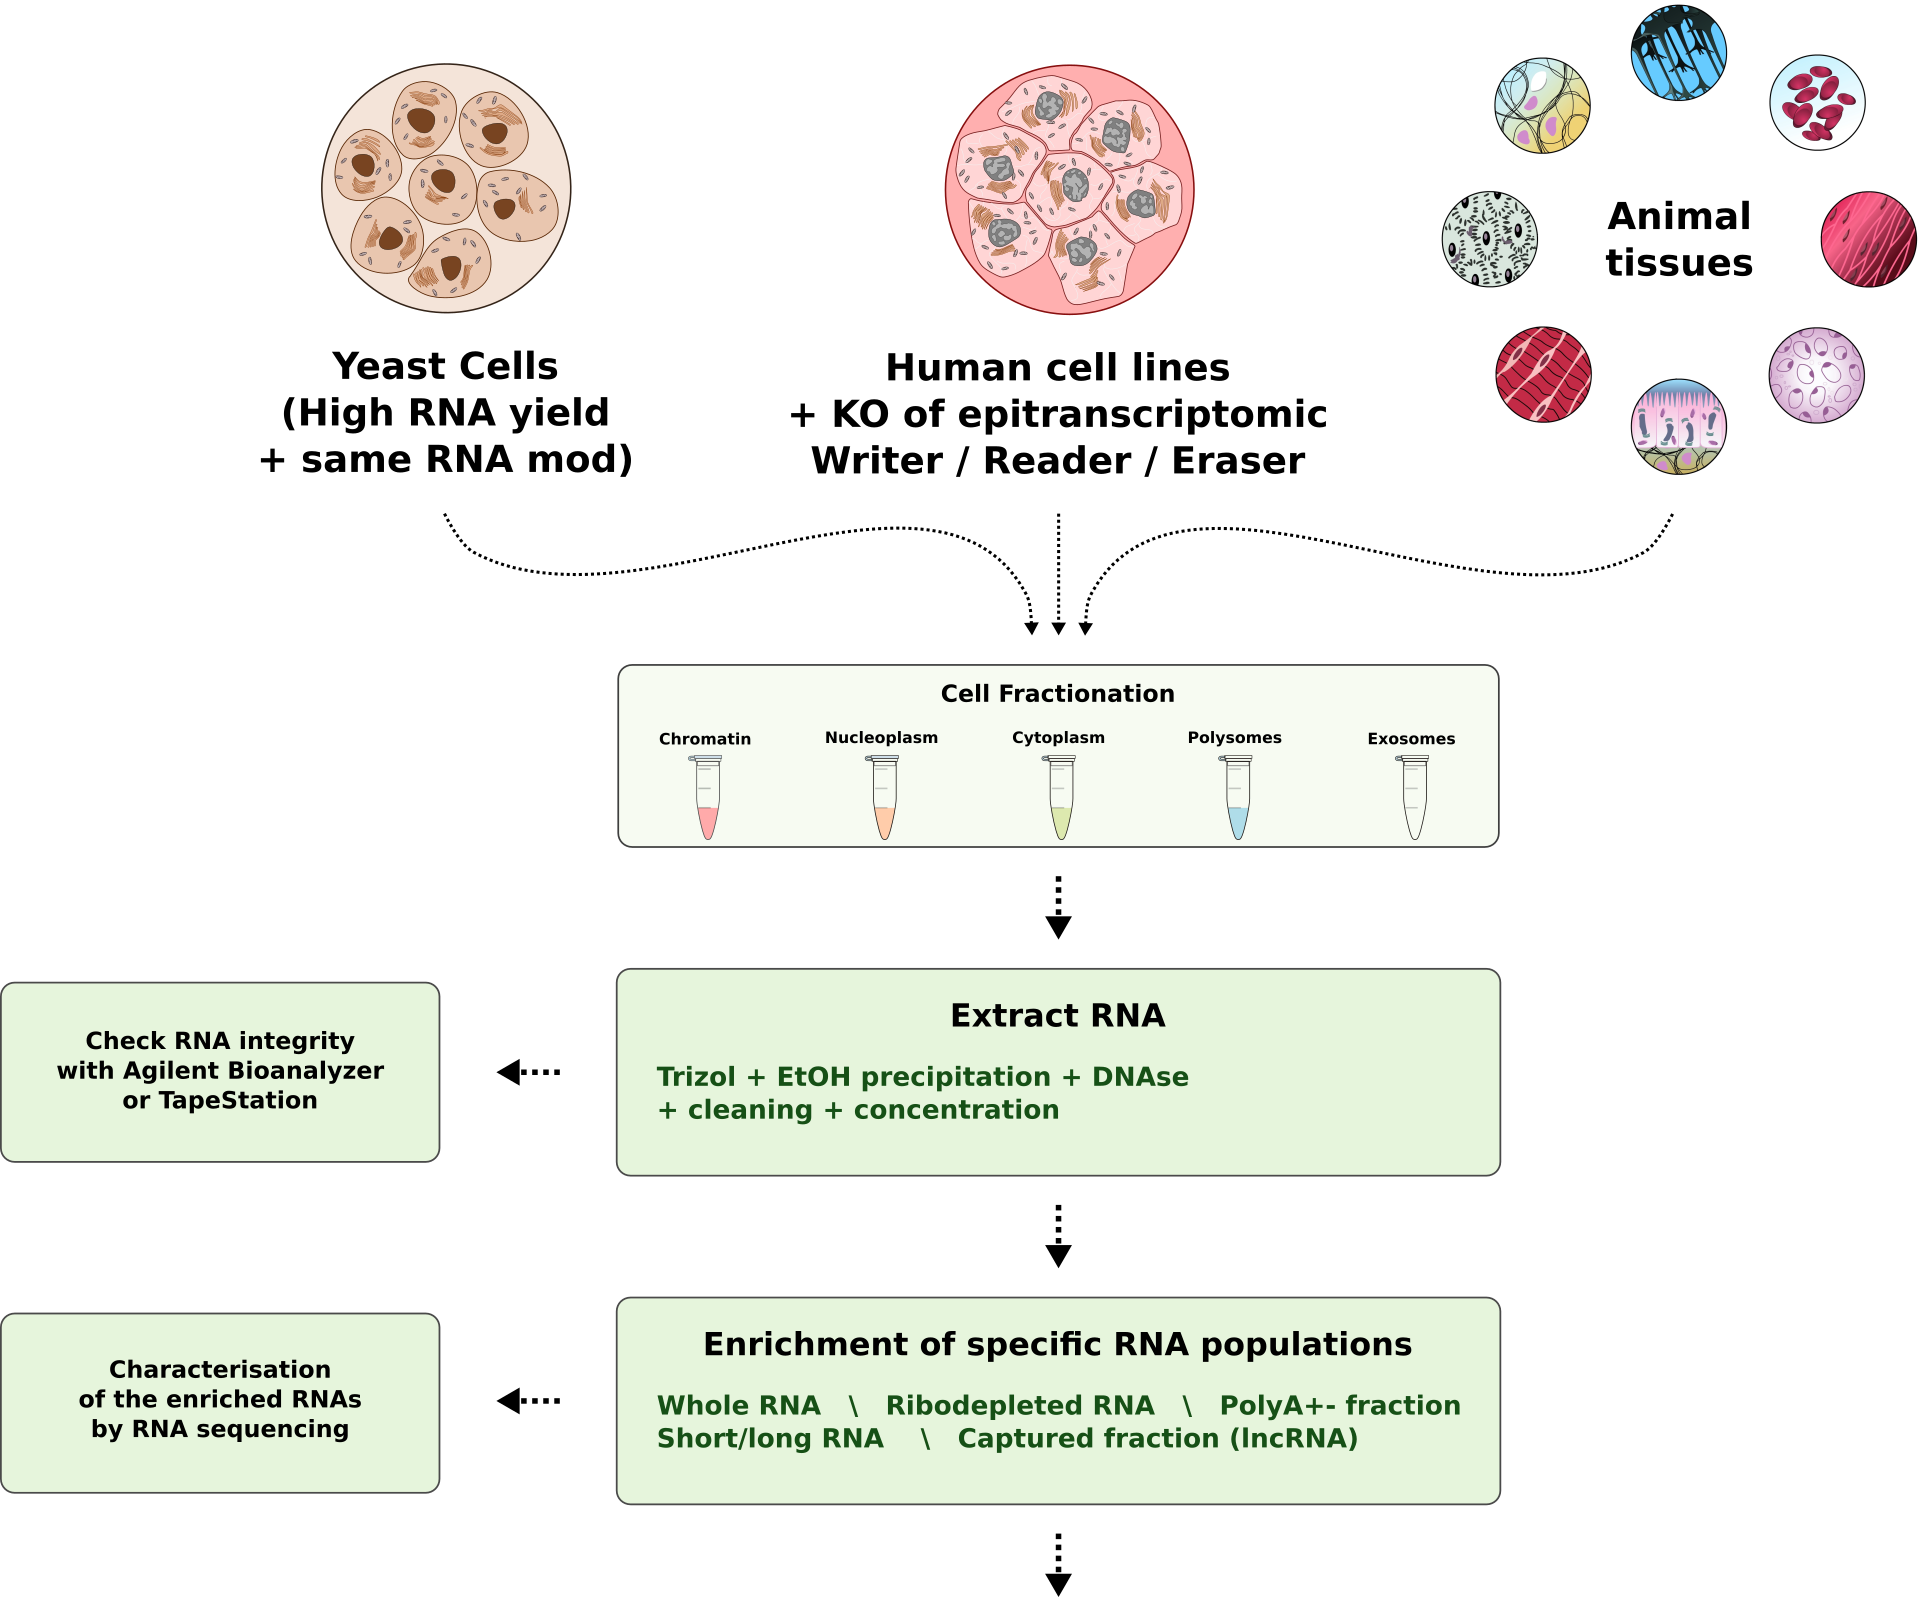 Animal
tissues
Yeast Cells
(High RNA yield
+ same RNA mod)
Human cell lines
+ KO of epitranscriptomic
Writer / Reader / Eraser
Cell Fractionation
Chromatin
Nucleoplasm
Cytoplasm
Polysomes
Exosomes
Extract RNA
Trizol + EtOH precipitation + DNAse
+ cleaning + concentration
Check RNA integrity
with Agilent Bioanalyzer
or TapeStation
Enrichment of specific RNA populations
Whole RNA \ Ribodepleted RNA \ PolyA+- fraction
Short/long RNA \ Captured fraction (lncRNA)
Characterisation
of the enriched RNAs
by RNA sequencing